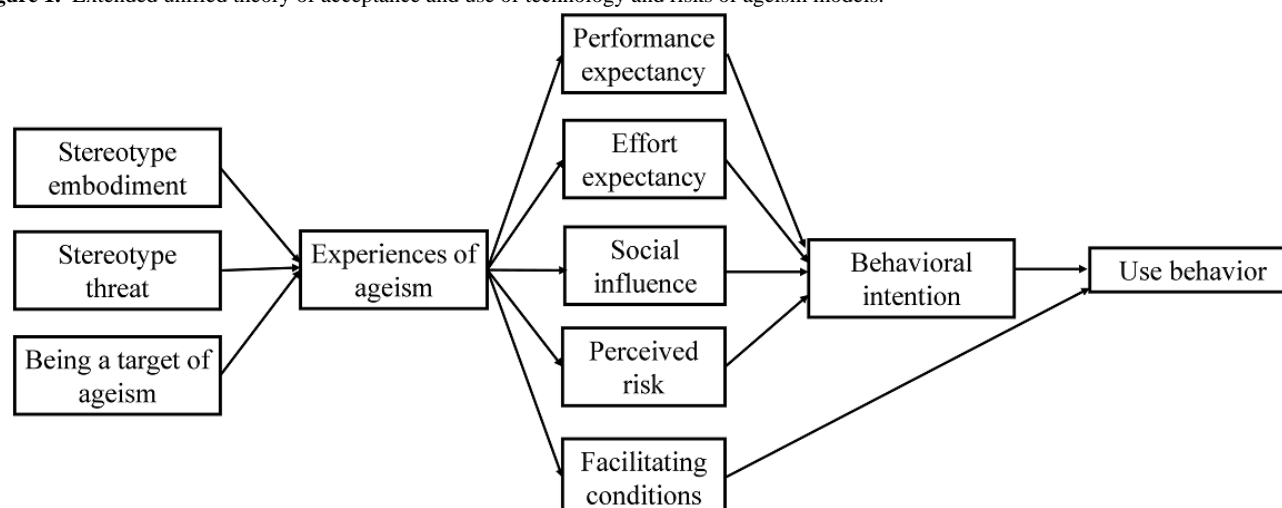 Figure 1. Extended unified theory of acceptance and use of technology and risks of ageism models.
Performance
expectancy
Stereotype
embodiment
Effort
expectancy
Stereotype
threat
Experiences of
ageism
Social
influence
Behavioral
intention
Use behavior
Being a target of
ageism
Perceived
risk
Facilitating
conditions